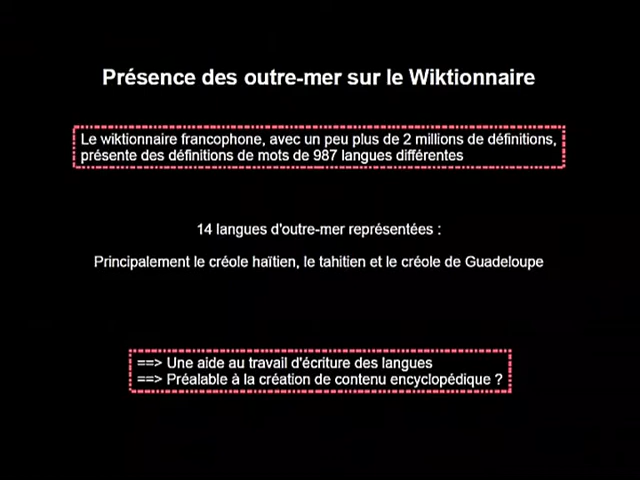 Présence des outre-mer sur le Wiktionnaire
Le wiktionnaire francophone, avec un peu plus de 2 millions de définitions,
présente des définitions de mots de 987 langues différentes
14 langues d'outre-mer représentées :
Principalement le créole haïtien, le tahitien et le créole de Guadeloupe
==> Une aide au travail d'écriture des langues
==> Préalable à la création de contenu encyclopédique ?